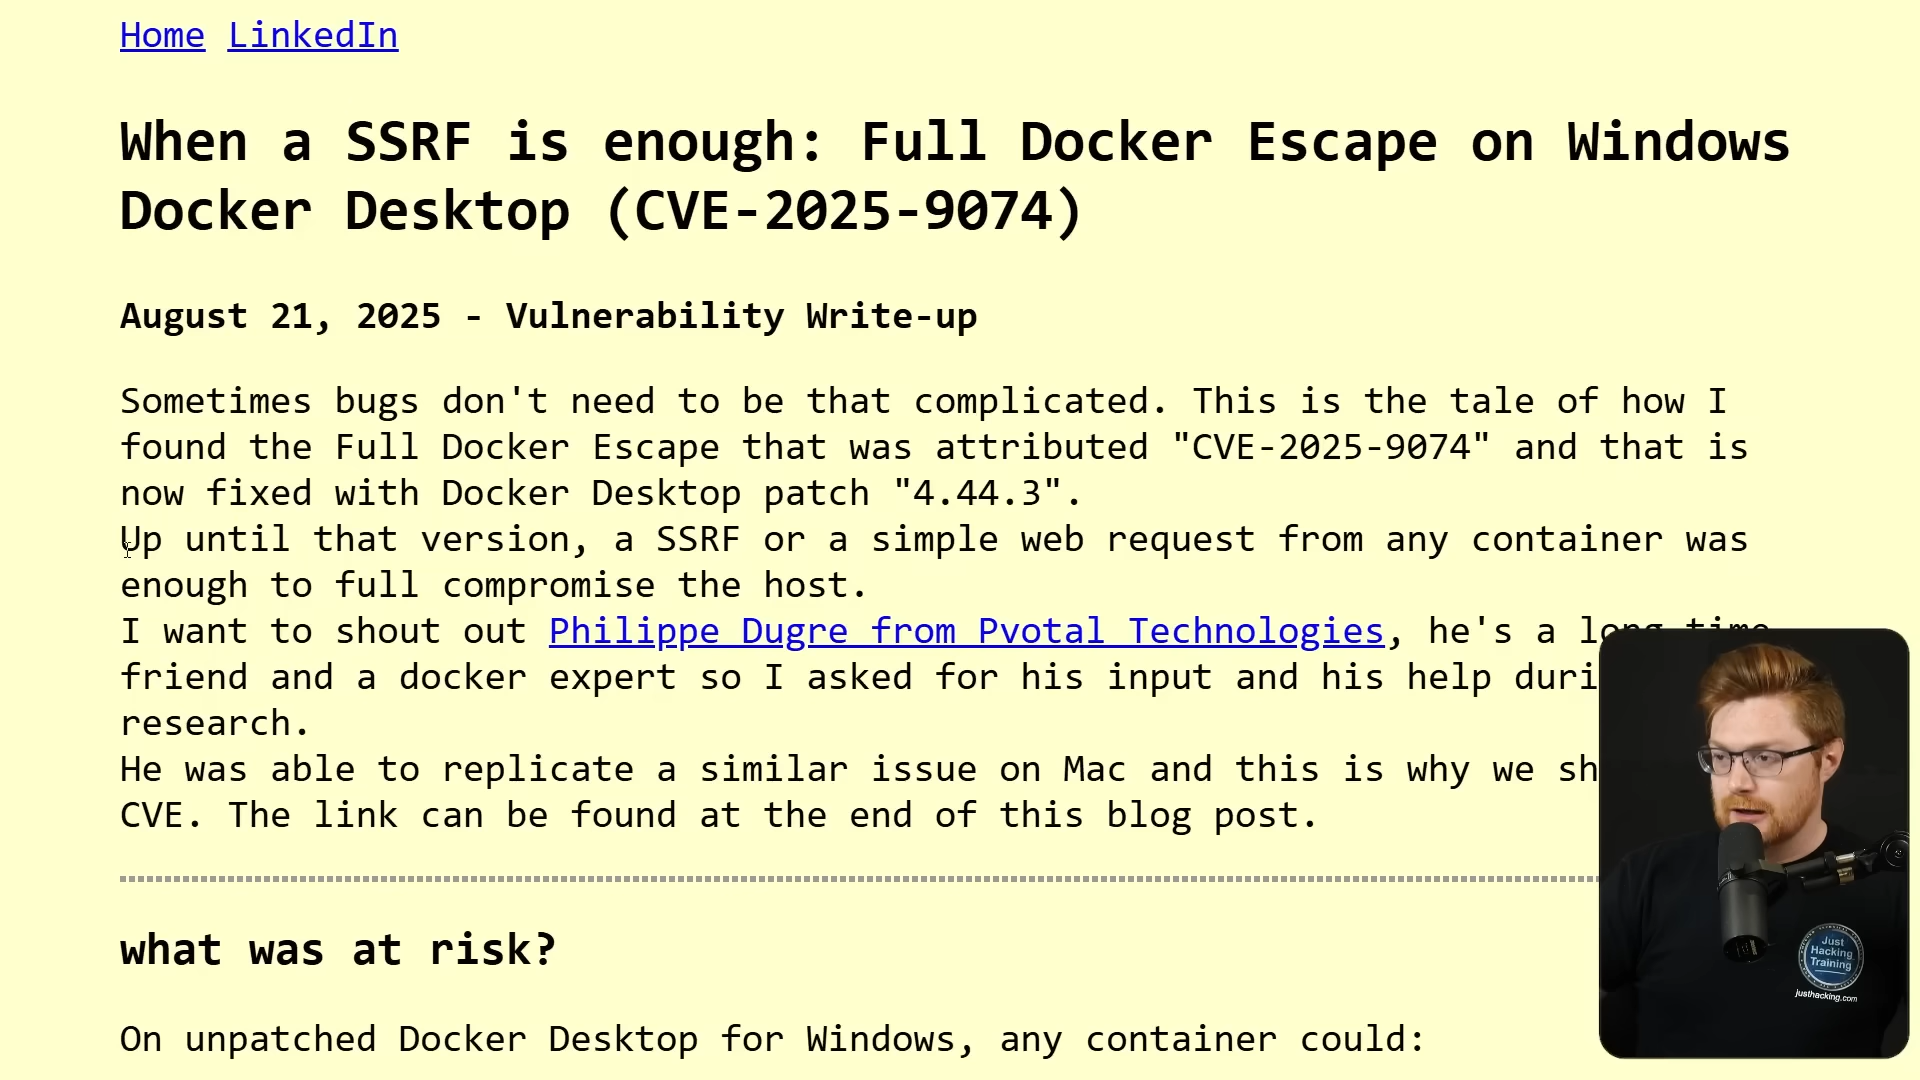 Home LinkedIn
When a SSRF is enough: Full Docker Escape on Windows
Docker Desktop (CVE-2025-9074)
August 21, 2025 - Vulnerability Write-up
Sometimes bugs don't need to be that complicated. This is the tale of how I
found the Full Docker Escape that was attributed "CVE-2025-9074" and that is
now fixed with Docker Desktop patch "4.44.3".
Up until that version, a SSRF or a simple web request from any container was
enough to full compromise the host.
I want to shout out Philippe Dugre from Pvotal Technologies, he's a long time
friend and a docker expert so I asked for his input and his help duri
research.
He was able to replicate a similar issue on Mac and this is why we sh
CVE. The link can be found at the end of this blog post.
what was at risk?
On unpatched Docker Desktop for Windows, any container could:
Just
Hacking
Training
justhacking.com